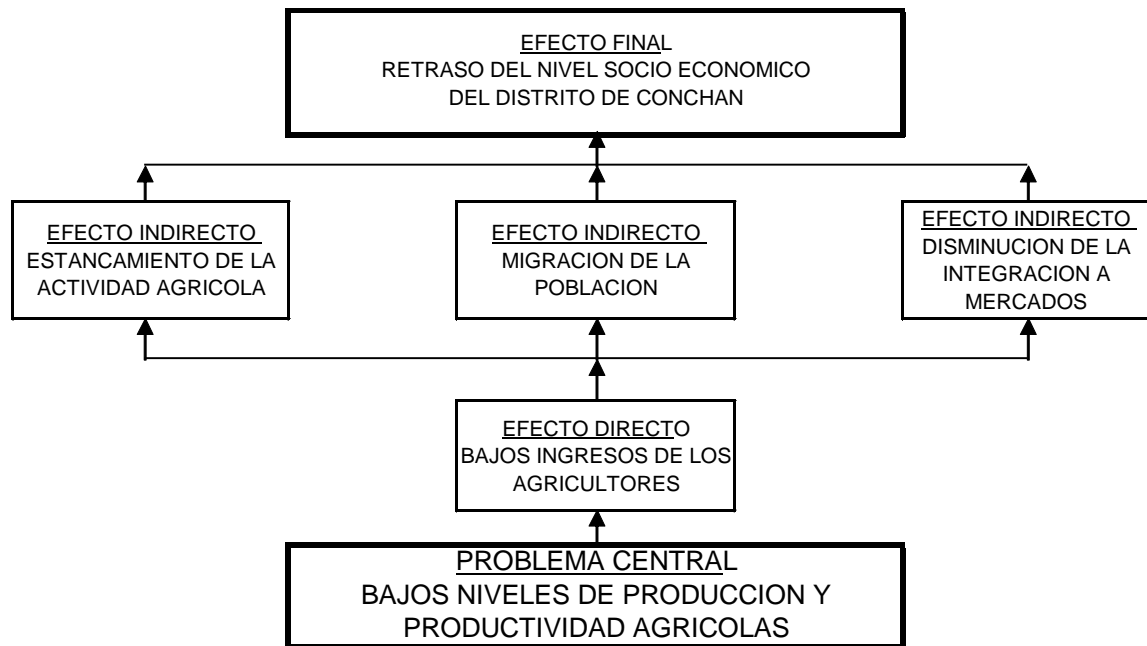 EFECTO FINAL
RETRASO DEL NIVEL SOCIO ECONOMICO
DEL DISTRITO DE CONCHAN
EFECTO INDIRECTO
ESTANCAMIENTO DE LA
ACTIVIDAD AGRICOLA
EFECTO INDIRECTO
MIGRACION DE LA
POBLACION
EFECTO INDIRECTO
DISMINUCION DE LA
INTEGRACION A
MERCADOS
EFECTO DIRECTO
BAJOS INGRESOS DE LOS
AGRICULTORES
PROBLEMA CENTRAL
BAJOS NIVELES DE PRODUCCION Y
PRODUCTIVIDAD AGRICOLAS